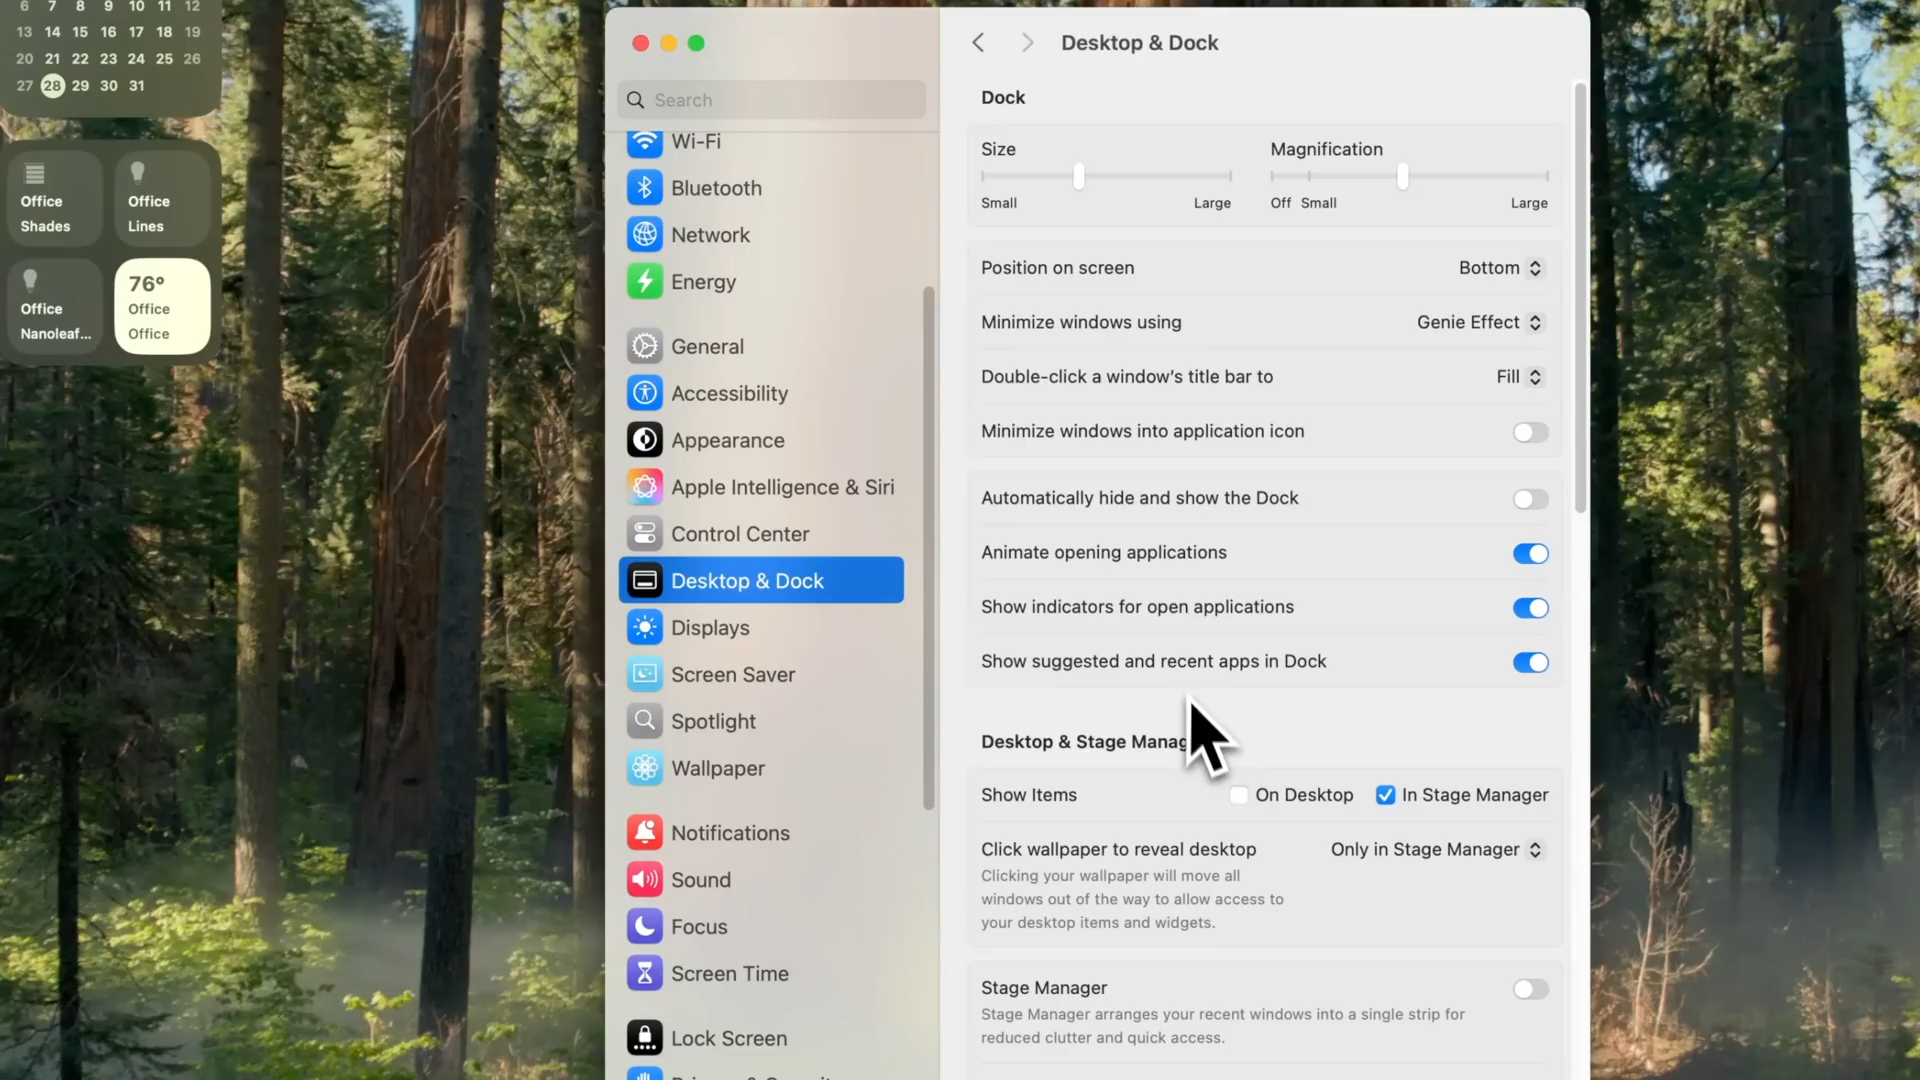 6 7 8 9 10 11 12
13 14 15 16 17 18 19
20 21 22 23 24 25 26
27 28 29 30 31
Office
Shades
Office
Lines
Office
Nanoleaf...
76°
Office
Office
Search
Wi-Fi
Bluetooth
Network
Energy
General
Accessibility
Appearance
Apple Intelligence & Siri
Control Center
Desktop & Dock
Displays
Screen Saver
Spotlight
Wallpaper
Notifications
Sound
Focus
Screen Time
Lock Screen
Desktop & Dock
Dock
Size
Small Large
Magnification
Off Small Large
Position on screen Bottom
Minimize windows using Genie Effect
Double-click a window's title bar to Fill
Minimize windows into application icon
Automatically hide and show the Dock
Animate opening applications
Show indicators for open applications
Show suggested and recent apps in Dock
Desktop & Stage Manag
Show Items On Desktop In Stage Manager
Click wallpaper to reveal desktop Only in Stage Manager
Clicking your wallpaper will move all
windows out of the way to allow access to
your desktop items and widgets.
Stage Manager
Stage Manager arranges your recent windows into a single strip for
reduced clutter and quick access.